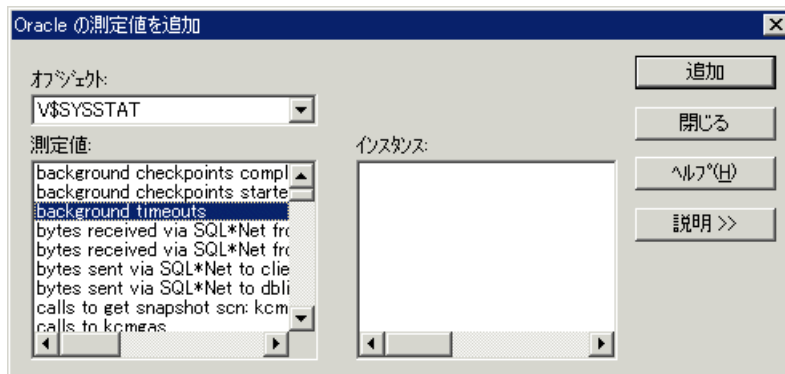 Oracle の測定値を追加
オブジェクト:
V$SYSSTAT
測定値:
background checkpoints compl
background checkpoints starte
background timeouts
bytes received via SQL*Net fro
bytes received via SQL*Net fro
bytes sent via SQL*Net to clie
bytes sent via SQL*Net to dbli
calls to get snapshot scn: kcm
calls to kcmgas
インスタンス:
追加
閉じる
ヘルプ(H)
説明 >>